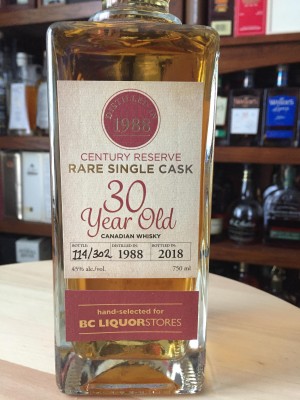 DISTILLED IN
1988
CENTURY RESERVE
RARE SINGLE CASK
30
Year Old
CANADIAN WHISKY
BOTTLE: DISTILLED IN: BOTTLED IN:
114/302 1988 2018
45% alc./vol. 750 ml
hand-selected for
BC LIQUORSTORES